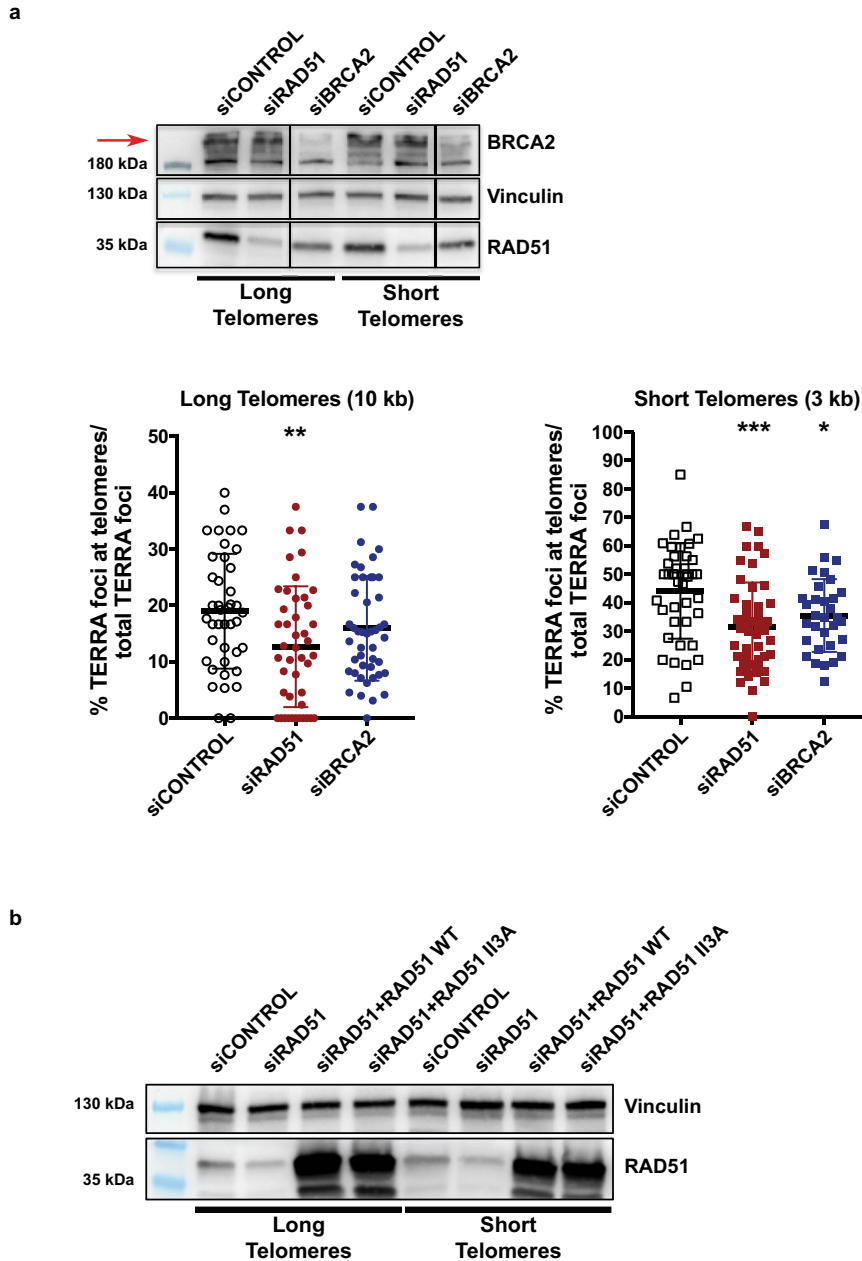 a
siCONTROL
siRAD51
siBRCA2
siCONTROL
siRAD51
siBRCA2
BRCA2
180 kDa
130 kDa
Vinculin
35 kDa
RAD51
Long
Telomeres
Short
Telomeres
Long Telomeres (10 kb)
% TERRA foci at telomeres/
total TERRA foci
50
40
30
20
10
0
**
siCONTROL
siRAD51
siBRCA2
Short Telomeres (3 kb)
% TERRA foci at telomeres/
total TERRA foci
100
90
80
70
60
50
40
30
20
10
0
***
*
siCONTROL
siRAD51
siBRCA2
b
siCONTROL
siRAD51
siRAD51+RAD51 WT
siRAD51+RAD51 II3A
siCONTROL
siRAD51
siRAD51+RAD51 WT
siRAD51+RAD51 II3A
130 kDa
Vinculin
35 kDa
RAD51
Long
Telomeres
Short
Telomeres